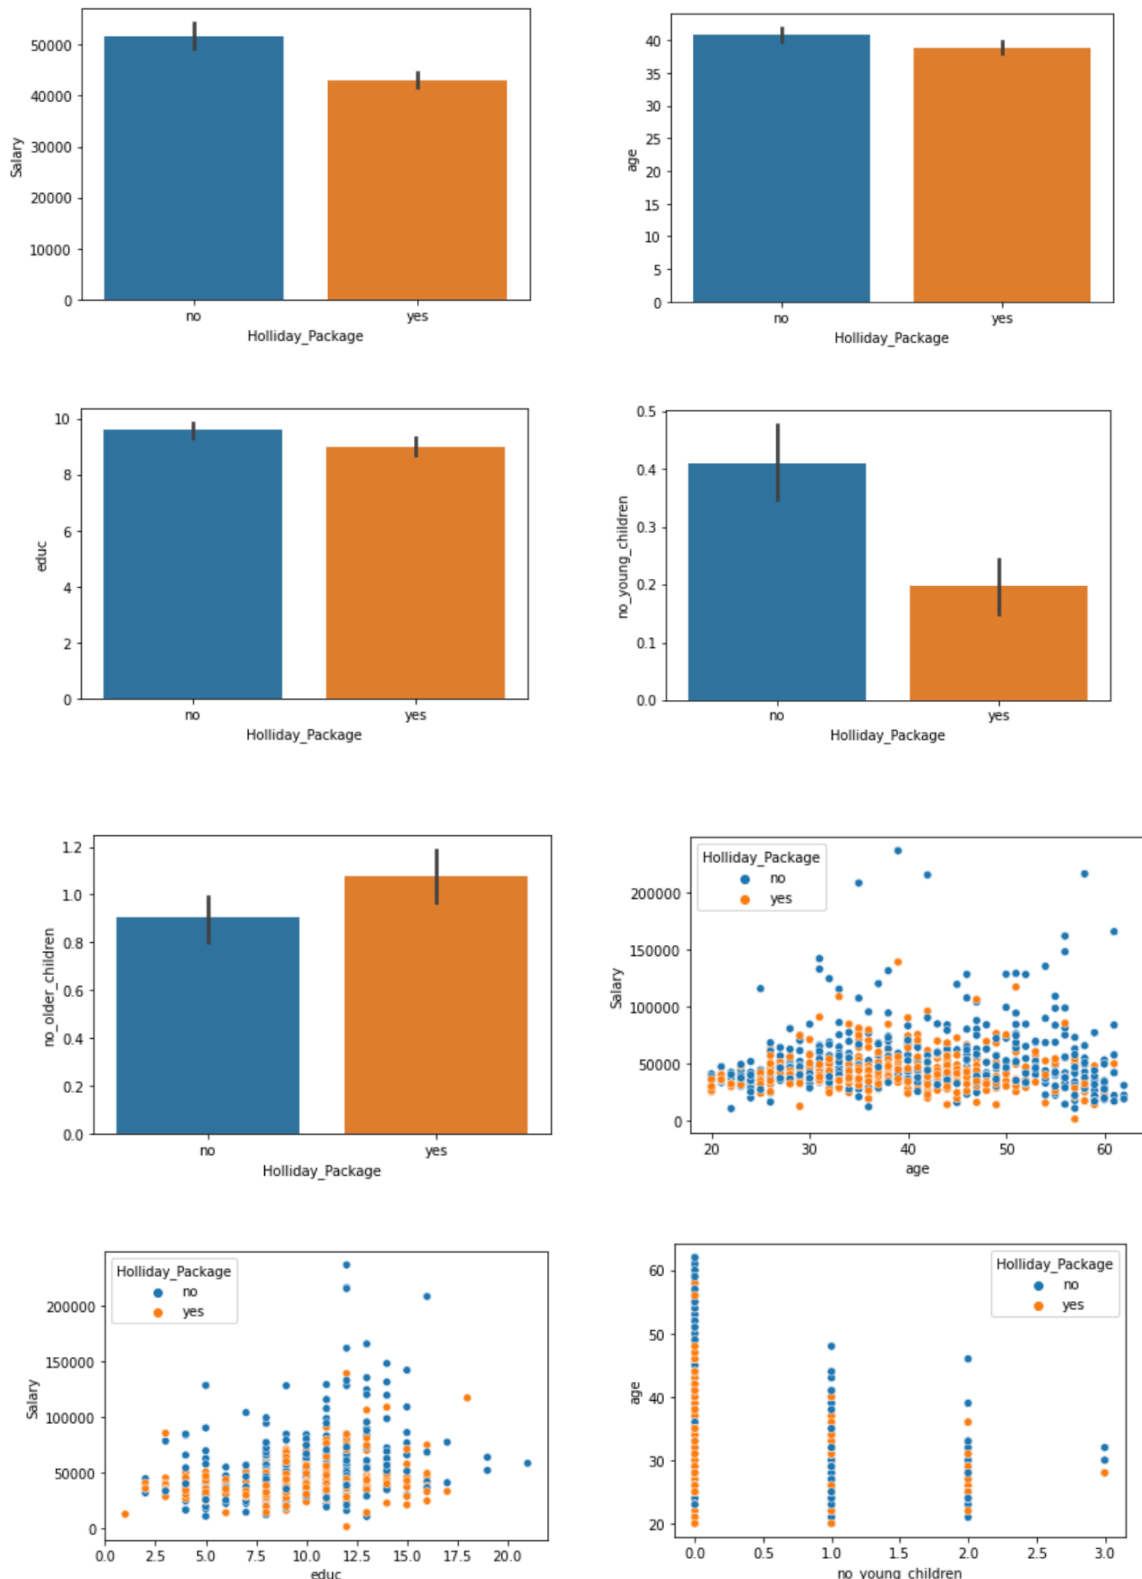 50000
40000
30000
20000
10000
0
Salary
no yes
Holliday_Package
40
35
30
25
20
15
10
5
0
age
no yes
Holliday_Package
10
8
6
4
2
0
educ
no yes
Holliday_Package
0.5
0.4
0.3
0.2
0.1
0.0
no_young_children
no yes
Holliday_Package
1.2
1.0
0.8
0.6
0.4
0.2
0.0
no_older_children
no yes
Holliday_Package
Holliday_Package
no
yes
200000
150000
100000
50000
0
Salary
20 30 40 50 60
age
Holliday_Package
no
yes
200000
150000
100000
50000
0
Salary
0.0 2.5 5.0 7.5 10.0 12.5 15.0 17.5 20.0
educ
Holliday_Package
no
yes
60
50
40
30
20
age
0.0 0.5 1.0 1.5 2.0 2.5 3.0
no_young_children